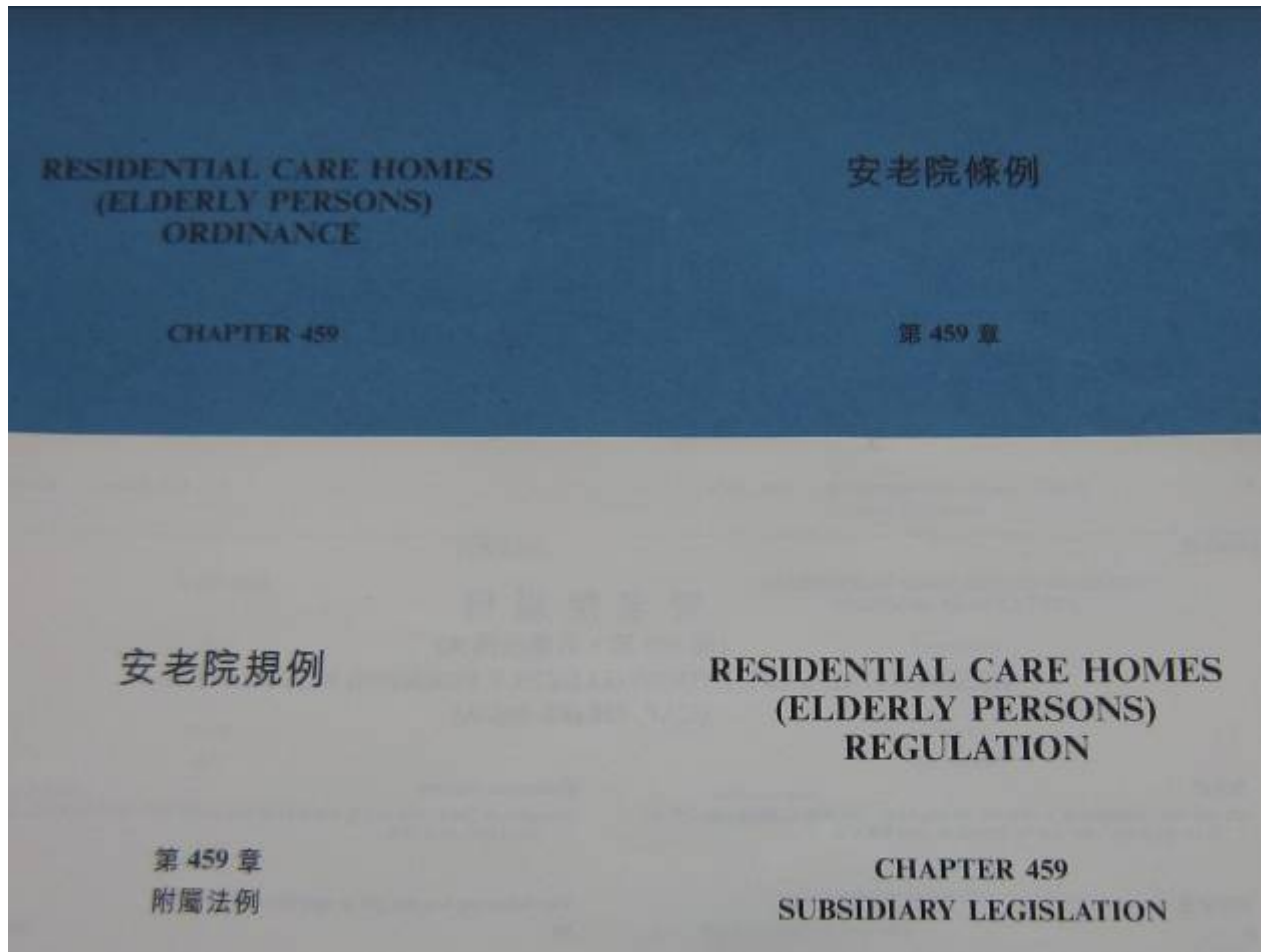 RESIDENTIAL CARE HOMES
(ELDERLY PERSONS)
ORDINANCE
CHAPTER 459
安老院條例
第 459 章
安老院規例
第 459 章
附屬法例
RESIDENTIAL CARE HOMES
(ELDERLY PERSONS)
REGULATION
CHAPTER 459
SUBSIDIARY LEGISLATION